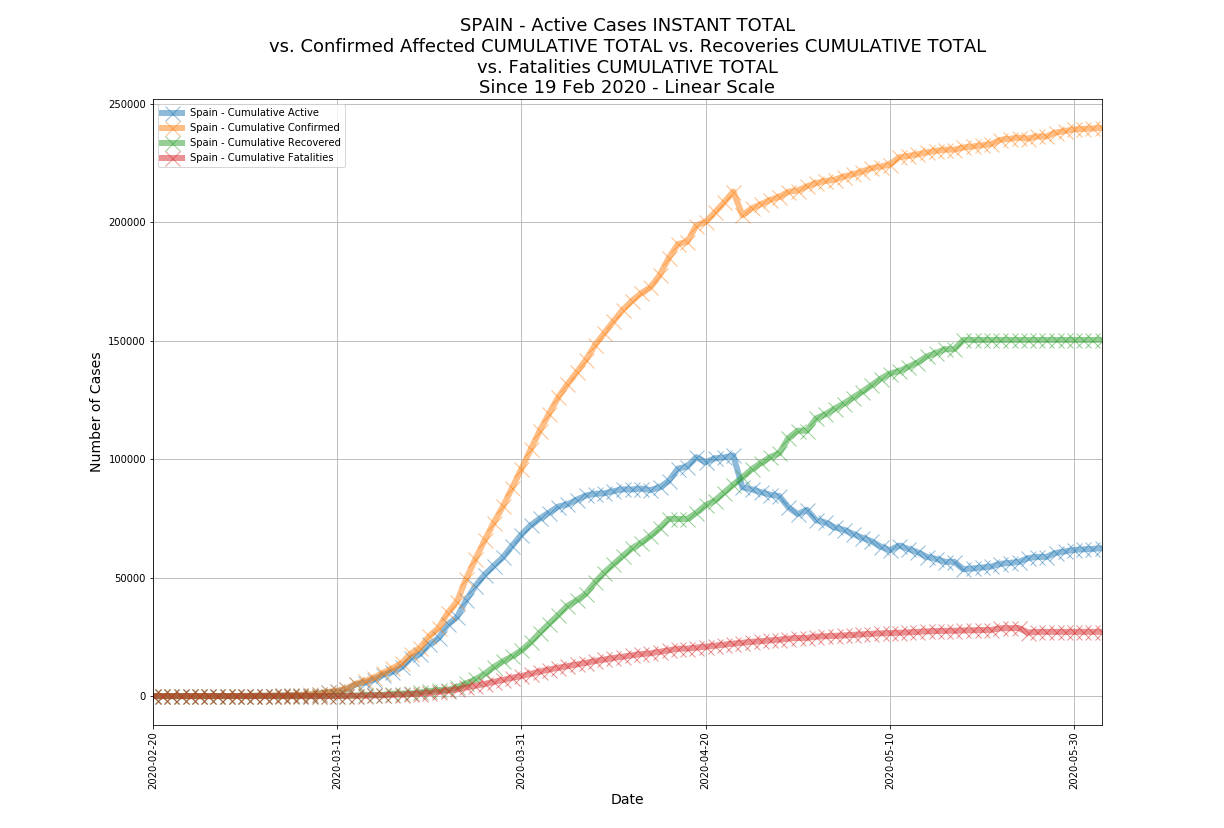 SPAIN - Active Cases INSTANT TOTAL
vs. Confirmed Affected CUMULATIVE TOTAL vs. Recoveries CUMULATIVE TOTAL
vs. Fatalities CUMULATIVE TOTAL
Since 19 Feb 2020 - Linear Scale
Spain - Cumulative Active
Spain - Cumulative Confirmed
Spain - Cumulative Recovered
Spain - Cumulative Fatalities
Number of Cases
250000
200000
150000
100000
50000
0
2020-02-20
2020-03-11
2020-03-31
2020-04-20
2020-05-10
2020-05-30
Date